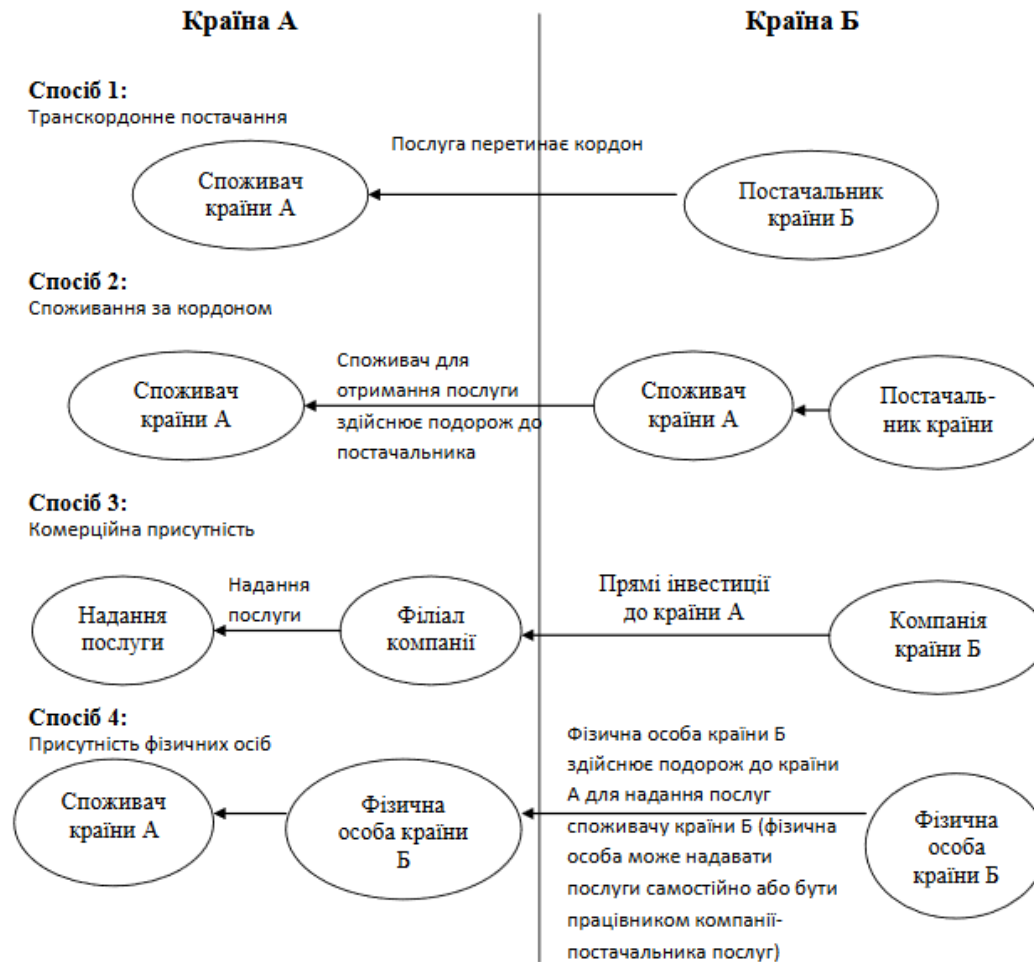 Країна А
Країна Б
Спосіб 1:
Транскордонне постачання
Послуга перетинає кордон
Споживач
країни А
Постачальник
країни Б
Спосіб 2:
Споживання за кордоном
Споживач
країни А
Споживач для
отримання послуги
здійснює подорож до
постачальника
Споживач
країни А
Постачаль-
ник країни
Спосіб 3:
Комерційна присутність
Надання
послуги
Надання
послуги
Філіал
компанії
Прямі інвестиції
до країни А
Компанія
країни Б
Спосіб 4:
Присутність фізичних осіб
Споживач
країни А
Фізична
особа країни
Б
Фізична особа країни Б
здійснює подорож до країни
А для надання послуг
споживачу країни Б (фізична
особа може надавати
послуги самостійно або бути
працівником компанії-
постачальника послуг)
Фізична
особа
країни Б